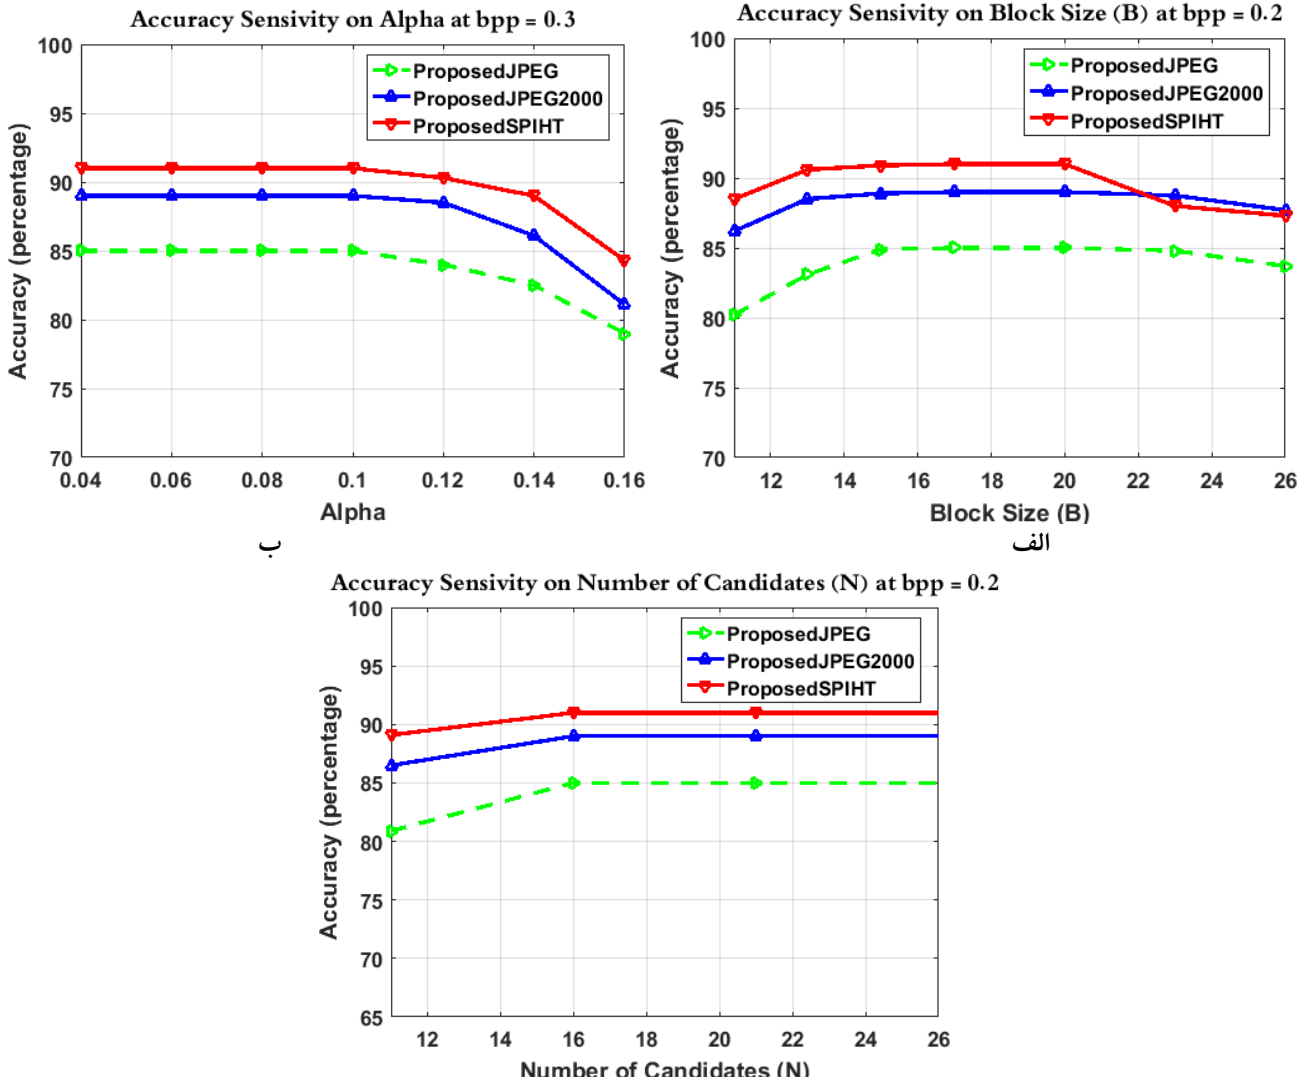 Accuracy Sensivity on Alpha at bpp = 0.3
100
95
90
85
80
75
70
Accuracy (percentage)
ProposedJPEG
ProposedJPEG2000
ProposedSPIHT
0.04 0.06 0.08 0.1 0.12 0.14 0.16
Alpha
ب
Accuracy Sensivity on Block Size (B) at bpp = 0.2
100
95
90
85
80
75
70
Accuracy (percentage)
ProposedJPEG
ProposedJPEG2000
ProposedSPIHT
12 14 16 18 20 22 24 26
Block Size (B)
الف
Accuracy Sensivity on Number of Candidates (N) at bpp = 0.2
100
95
90
85
80
75
70
65
Accuracy (percentage)
ProposedJPEG
ProposedJPEG2000
ProposedSPIHT
12 14 16 18 20 22 24 26
Number of Candidates (N)